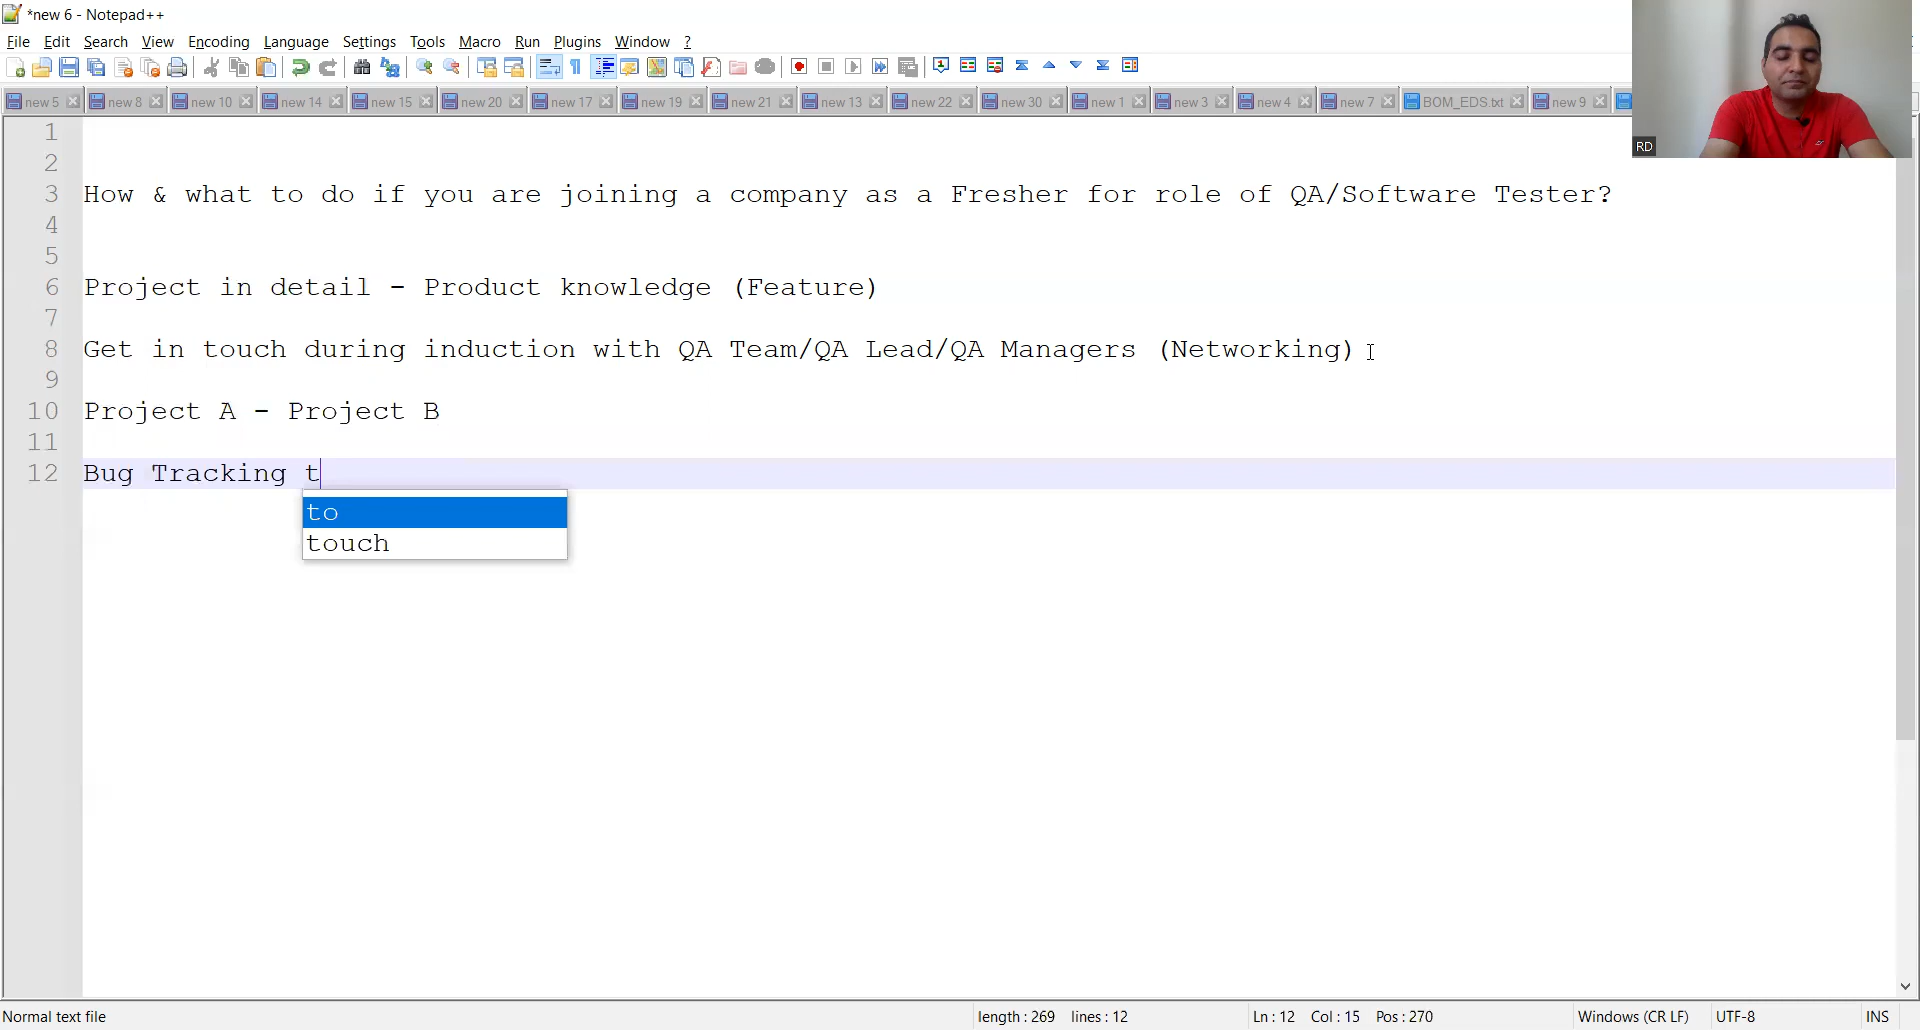 *new 6 - Notepad++
File Edit Search View Encoding Language Settings Tools Macro Run Plugins Window ?
new 5 new 8 new 10 new 14 new 15 new 20 new 17 new 19 new 21 new 13 new 22 new 30 new 1 new 3 new 4 new 7 BOM_EDS.txt new 9
RD
1
2
3 How & what to do if you are joining a company as a Fresher for role of QA/Software Tester?
4
5
6 Project in detail - Product knowledge (Feature)
7
8 Get in touch during induction with QA Team/QA Lead/QA Managers (Networking)
9
10 Project A - Project B
11
12 Bug Tracking t
to
touch
Normal text file length : 269 lines : 12 Ln : 12 Col : 15 Pos : 270 Windows (CR LF) UTF-8 INS